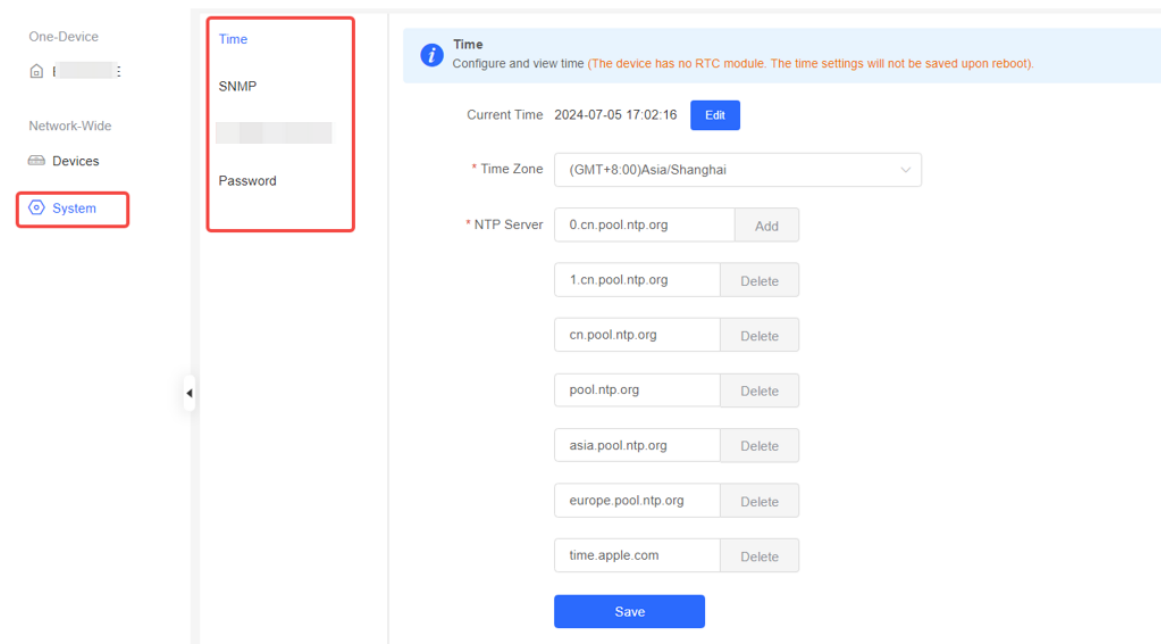 One-Device
Network-Wide
Devices
System
Time
SNMP
Password
Time
Configure and view time (The device has no RTC module. The time settings will not be saved upon reboot).
Current Time 2024-07-05 17:02:16 Edit
* Time Zone (GMT+8:00)Asia/Shanghai
* NTP Server 0.cn.pool.ntp.org Add
1.cn.pool.ntp.org Delete
cn.pool.ntp.org Delete
pool.ntp.org Delete
asia.pool.ntp.org Delete
europe.pool.ntp.org Delete
time.apple.com Delete
Save